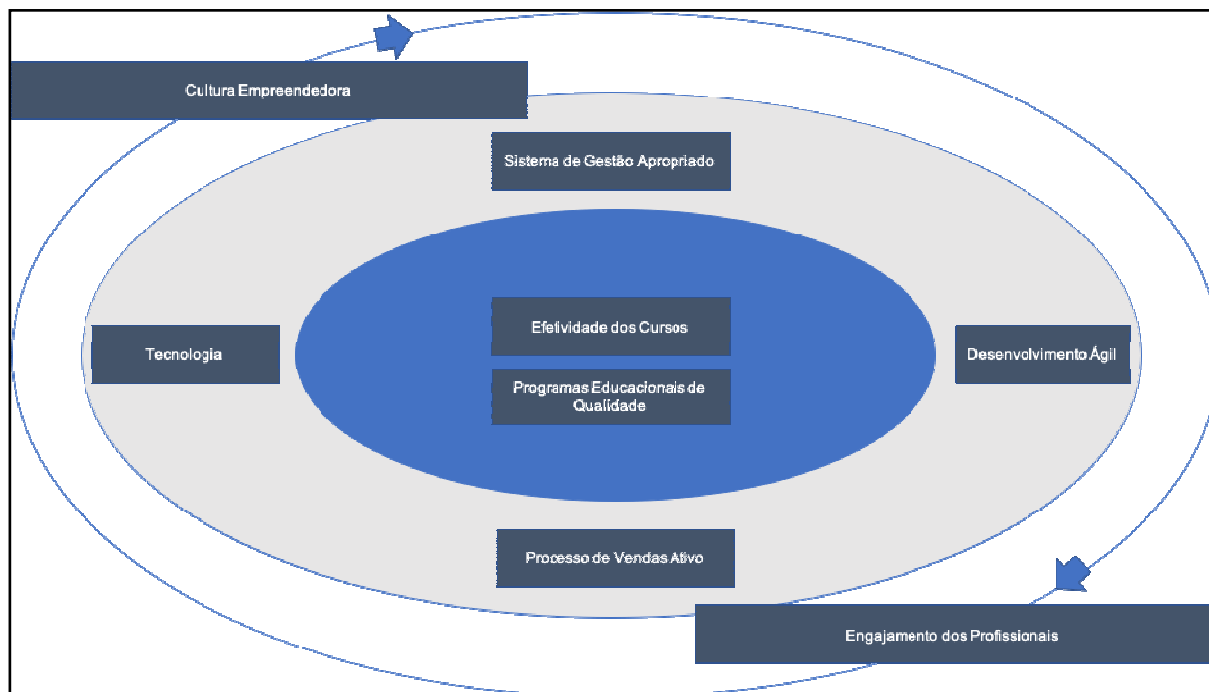 Cultura Empreendedora
Sistema de Gestão Apropriado
Efetividade dos Cursos
Tecnologia
Desenvolvimento Ágil
Programas Educacionais de
Qualidade
Processo de Vendas Ativo
Engajamento dos Profissionais